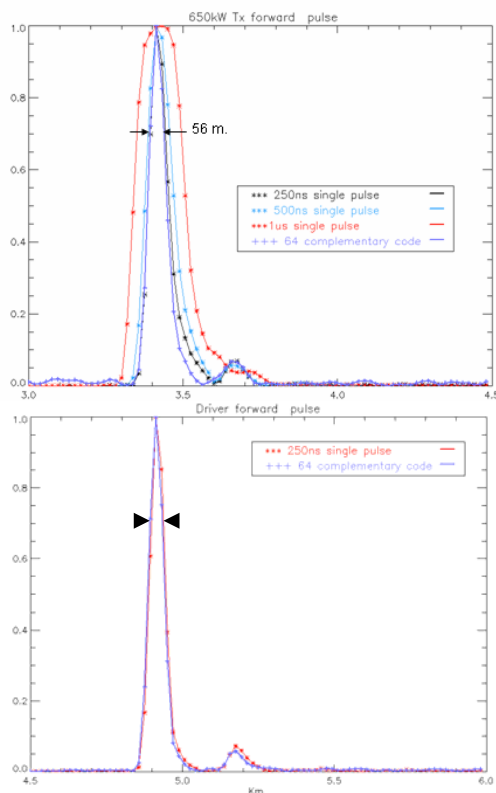 650kW Tx forward  pulse
1.0
0.8
56 m.
0.6
*** 250ns single pulse
*** 500ns single pulse
***1us single pulse
+++ 64 complementary code
0.4
0.2
0.0
3.0 3.5 4.0 4.5
Driver forward  pulse
1.0
*** 250ns single pulse
+++ 64 complementary code
0.8
0.6
0.4
0.2
0.0
4.5 5.0 5.5 6.0
Km